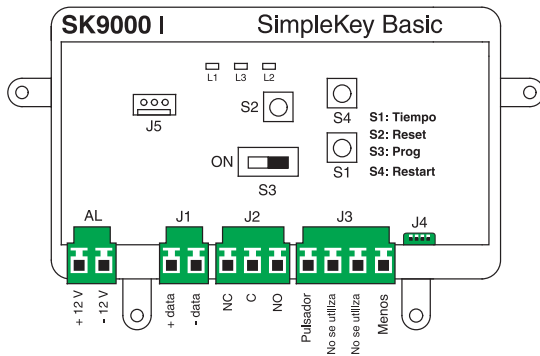 SK9000 I
SimpleKey Basic
L1
L3
L2
J5
S2
S4
S1
ON
S3
S1: Tiempo
S2: Reset
S3: Prog
S4: Restart
AL
J1
J2
J3
J4
+ 12 V
- 12 V
+ data
- data
NC
C
NO
Pulsador
No se utiliza
No se utiliza
Menos